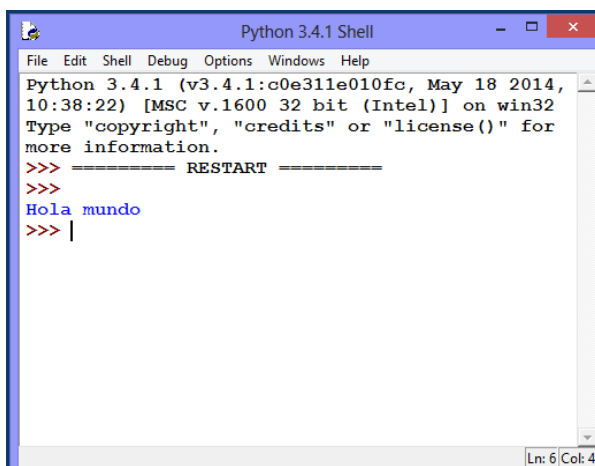 Python 3.4.1 Shell
File Edit Shell Debug Options Windows Help
Python 3.4.1 (v3.4.1:c0e311e010fc, May 18 2014,
10:38:22) [MSC v.1600 32 bit (Intel)] on win32
Type "copyright", "credits" or "license()" for
more information.
>>> ========= RESTART =========
>>>
Hola mundo
>>>
Ln: 6 Col: 4